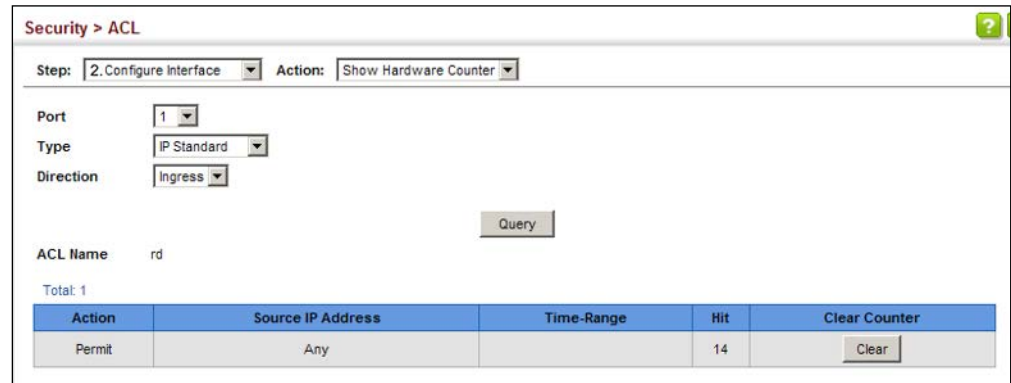 Security > ACL
?
Step: 2. Configure Interface Action: Show Hardware Counter
Port 1
Type IP Standard
Direction Ingress
Query
ACL Name rd
Total: 1
Action Source IP Address Time-Range Hit Clear Counter
Permit Any 14 Clear